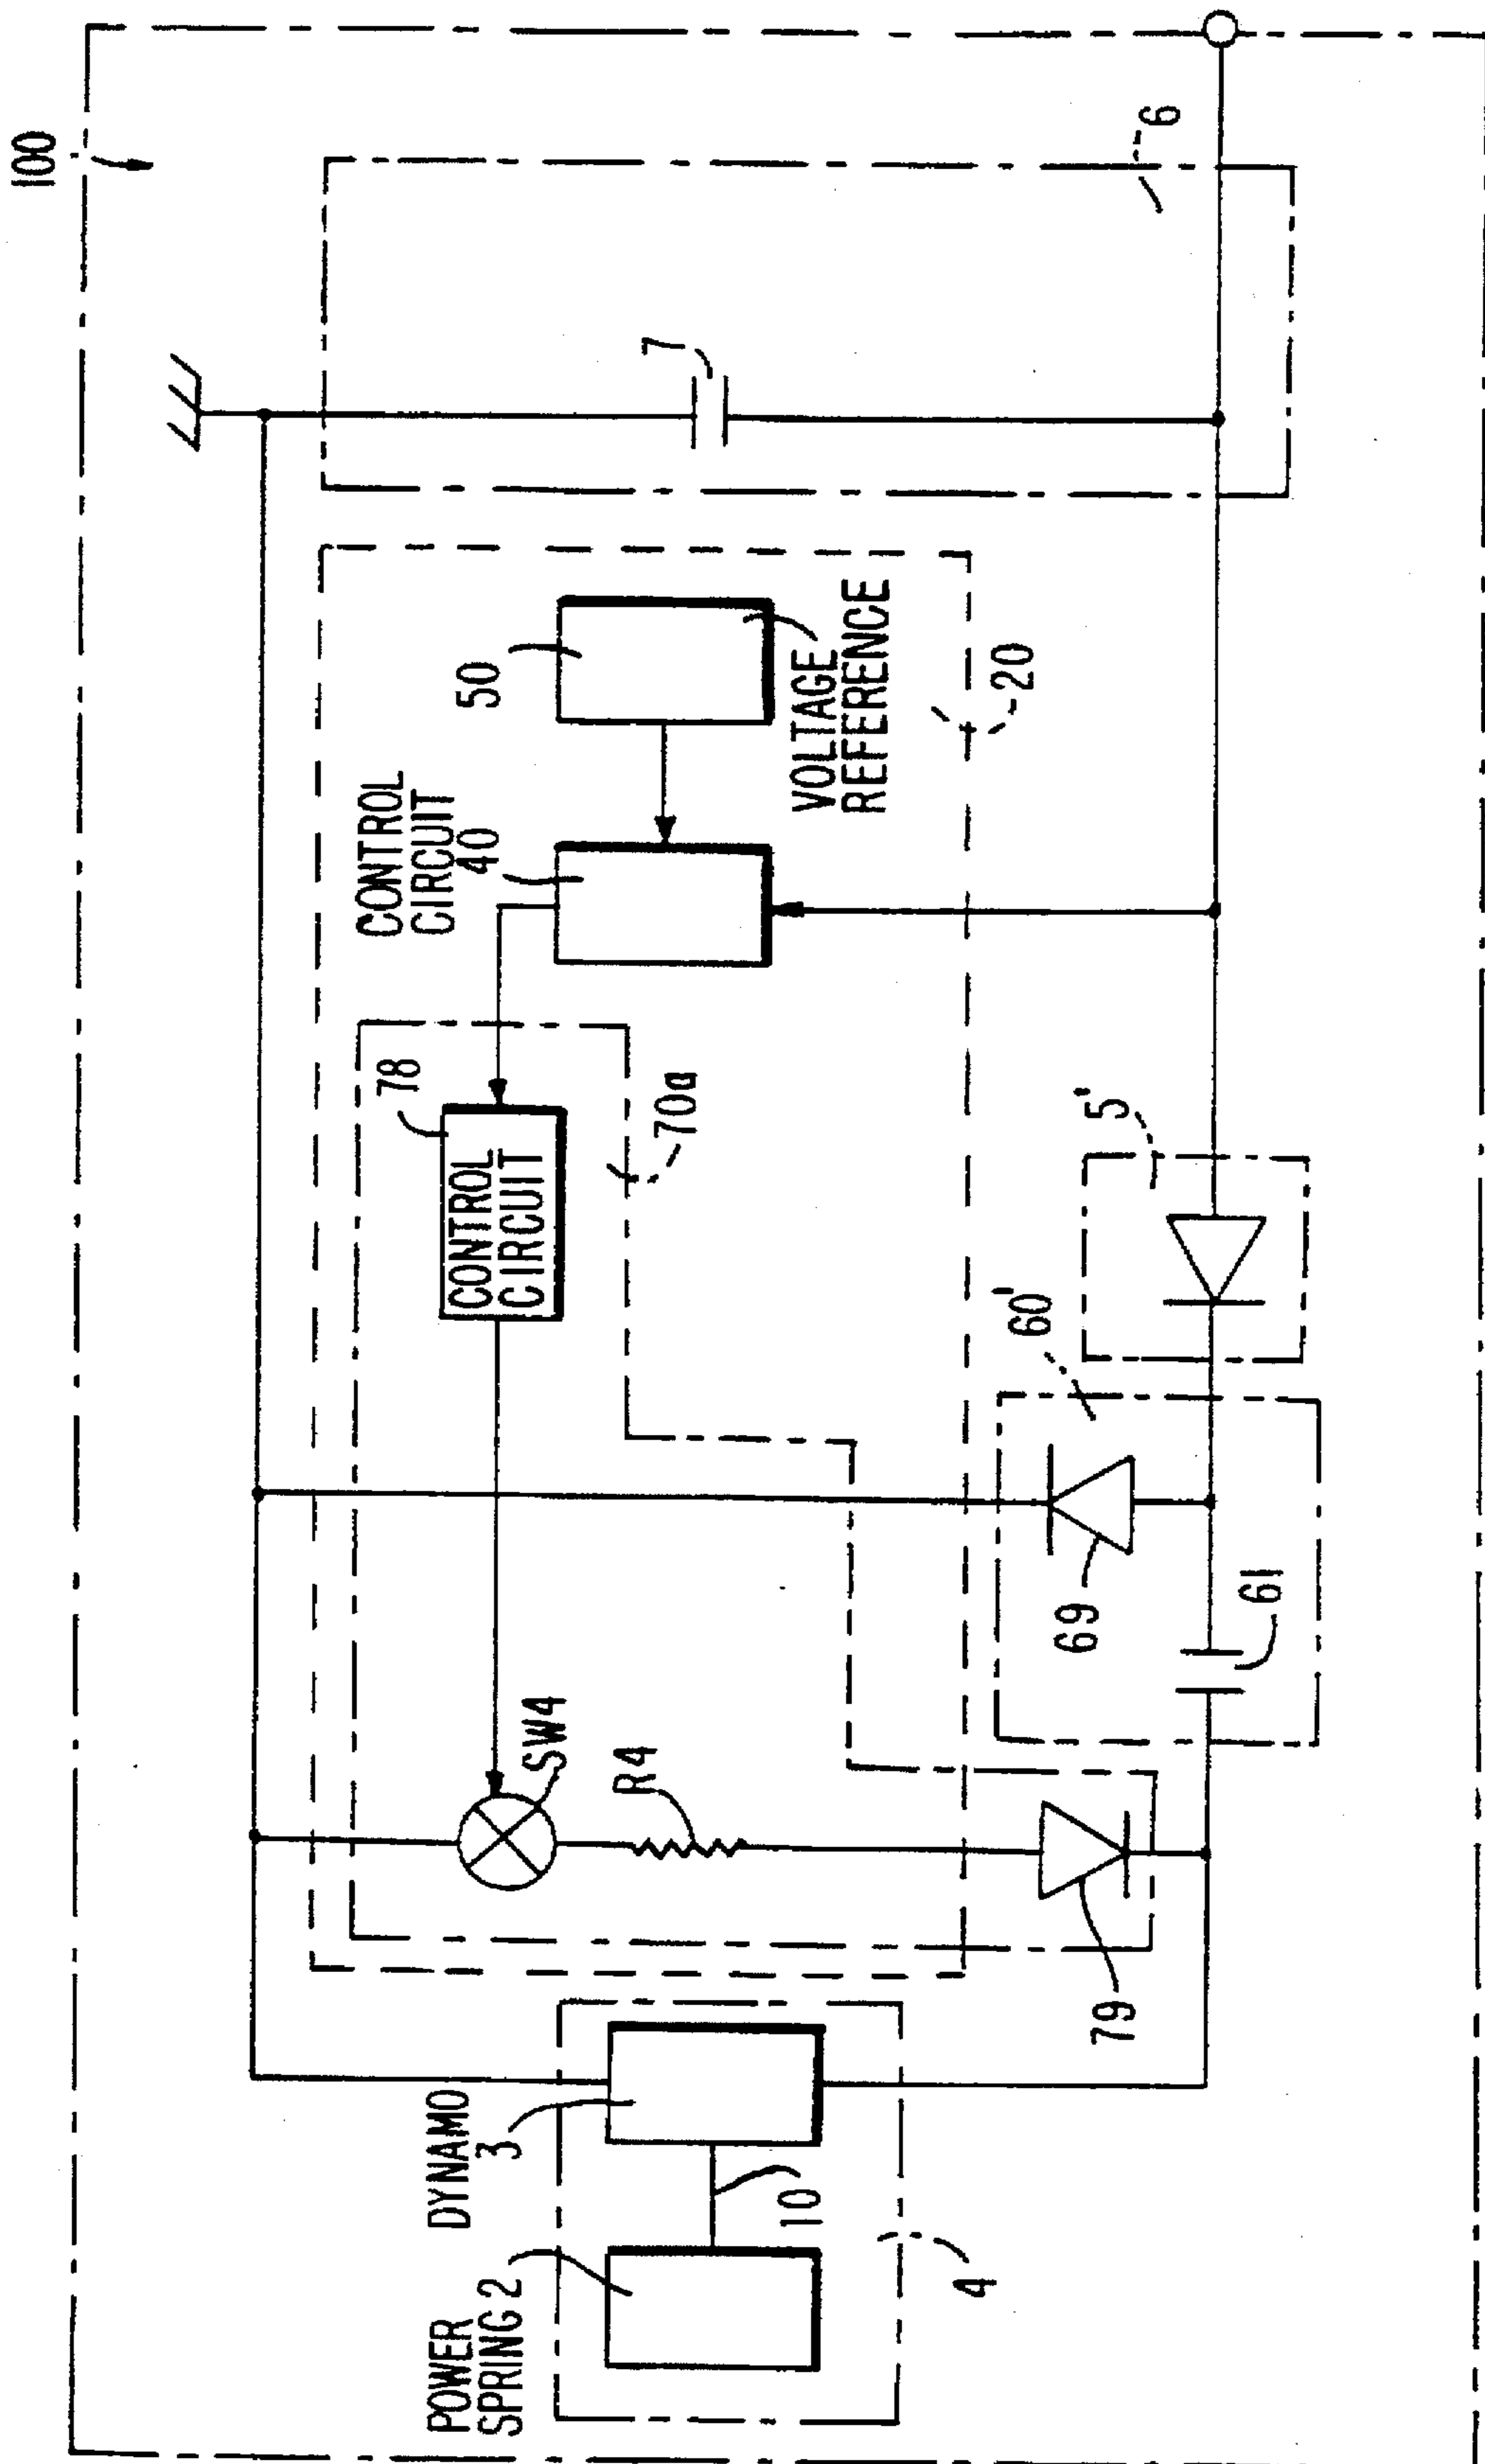 100
POWER
SPRING 2
DYNAMO
3
10
4
SW4
R4
79
CONTROL
CIRCUIT
78
70a
CONTROL
CIRCUIT
40
50
VOLTAGE
REFERENCE
20
69
61
60'
5'
7
6